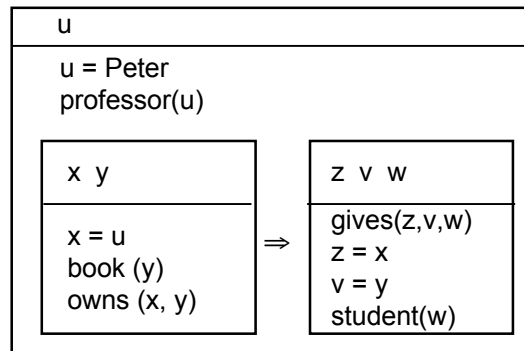 u
u = Peter
professor(u)
x y
x = u
book (y)
owns (x, y)
⇒
z v w
gives(z,v,w)
z = x
v = y
student(w)